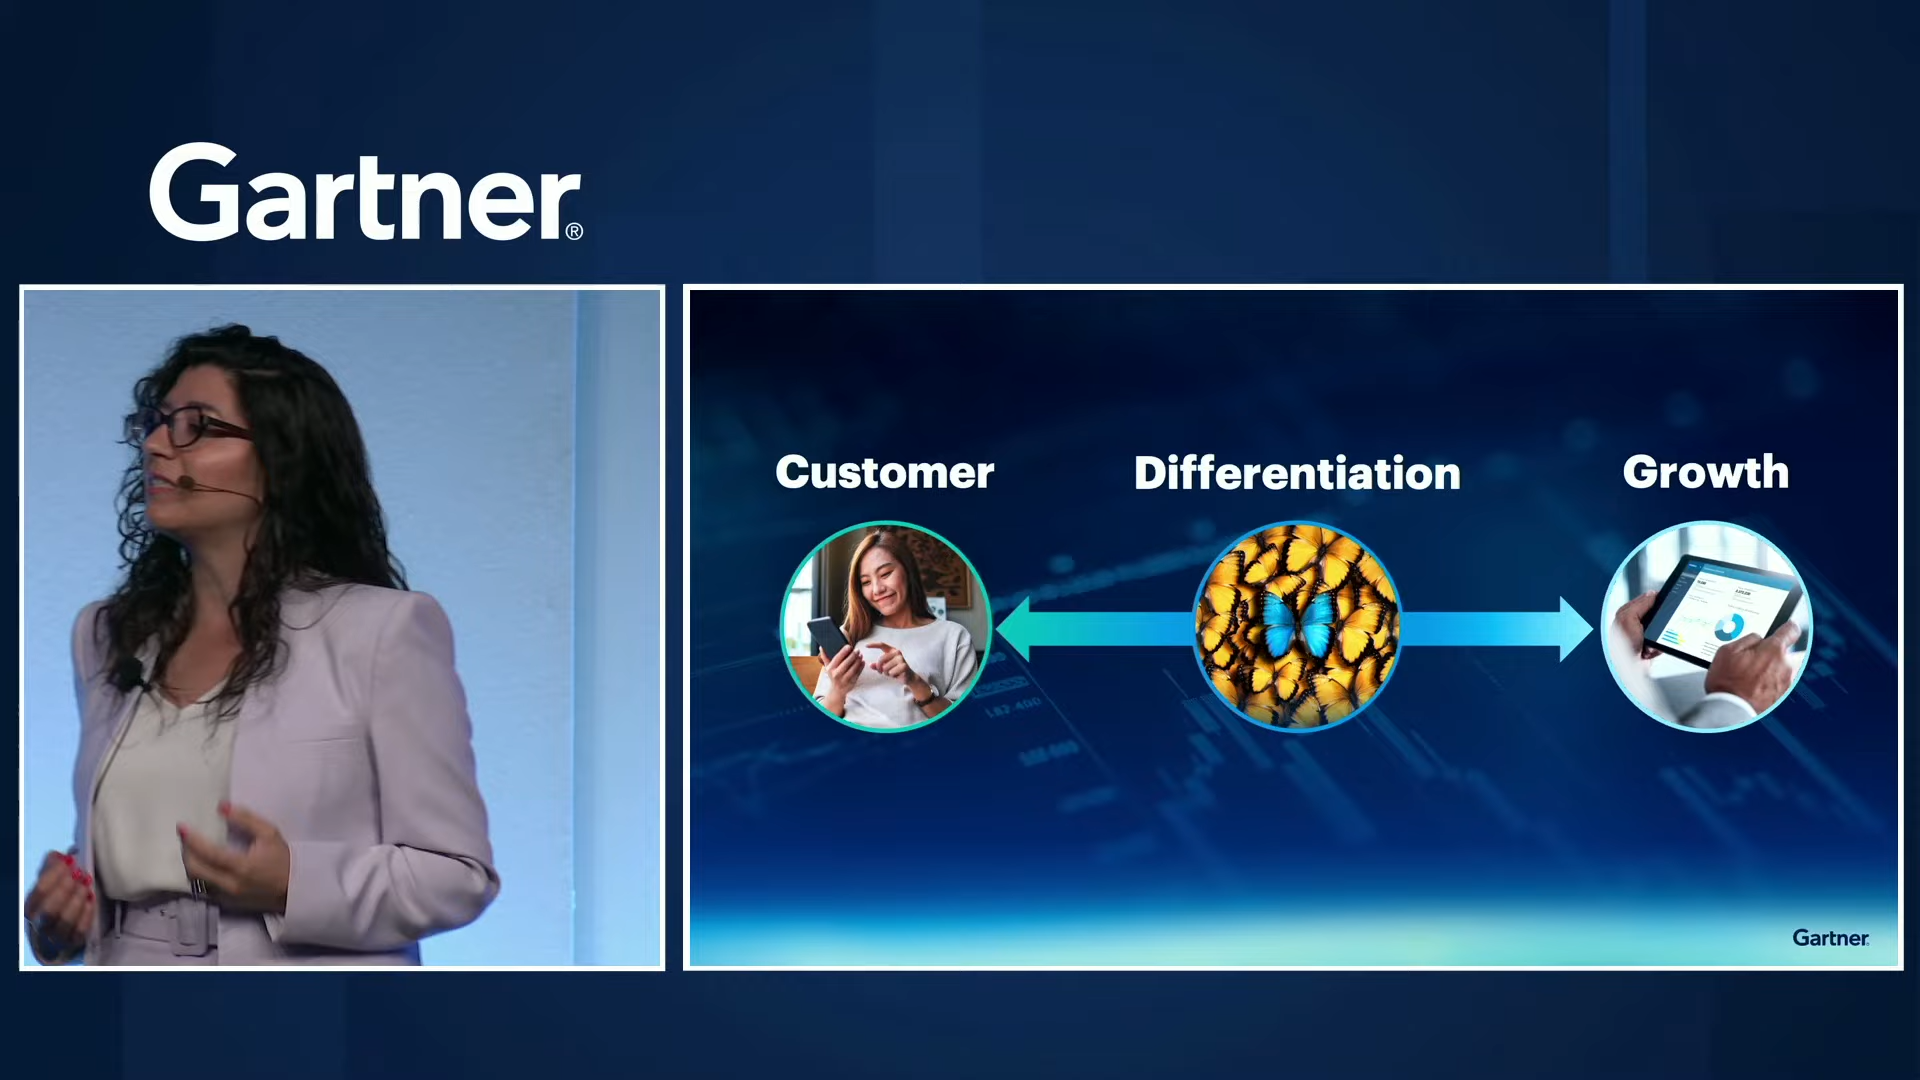 Gartner®
Customer
Differentiation
Growth
Gartner